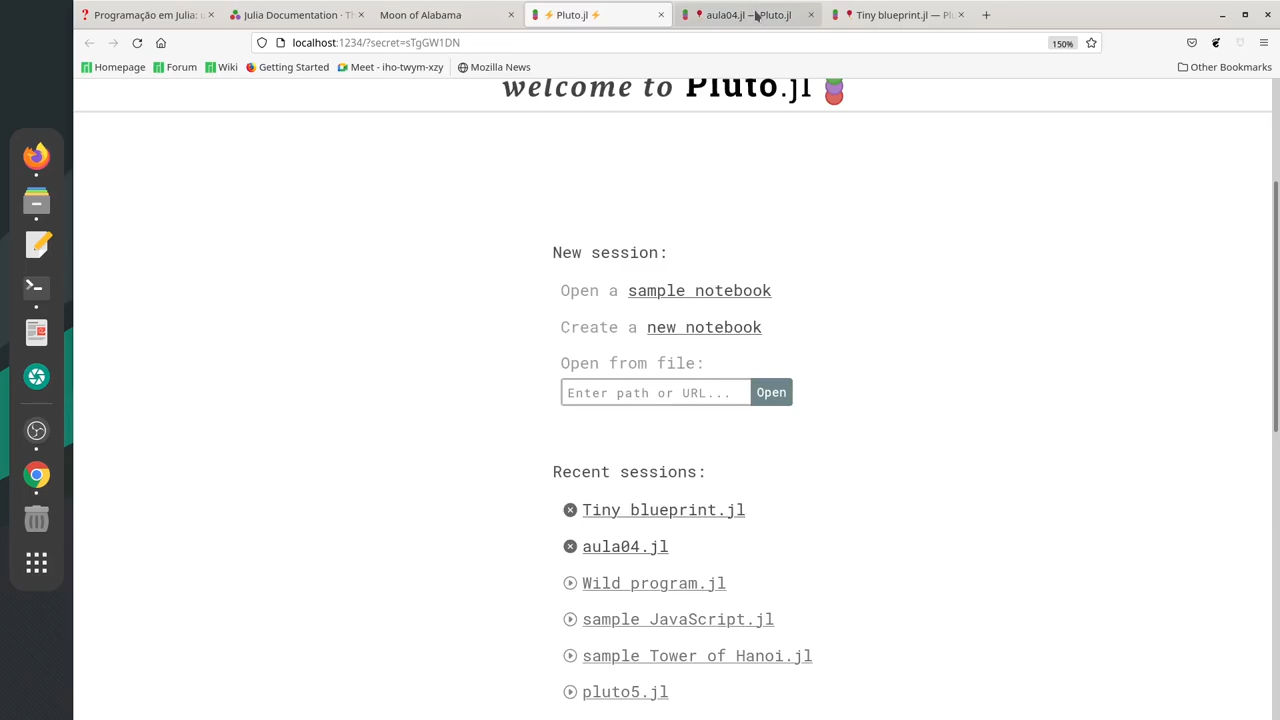 Programação em Julia: u
Julia Documentation · Th
Moon of Alabama
⚡ Pluto.jl ⚡
aula04.jl — Pluto.jl
Tiny blueprint.jl — Plu
localhost:1234/?secret=sTgGW1DN
150%
Homepage
Forum
Wiki
Getting Started
Meet - iho-twym-xzy
Mozilla News
Other Bookmarks
welcome to Pluto.jl
New session:
Open a sample notebook
Create a new notebook
Open from file:
Enter path or URL...
Open
Recent sessions:
Tiny blueprint.jl
aula04.jl
Wild program.jl
sample JavaScript.jl
sample Tower of Hanoi.jl
pluto5.jl